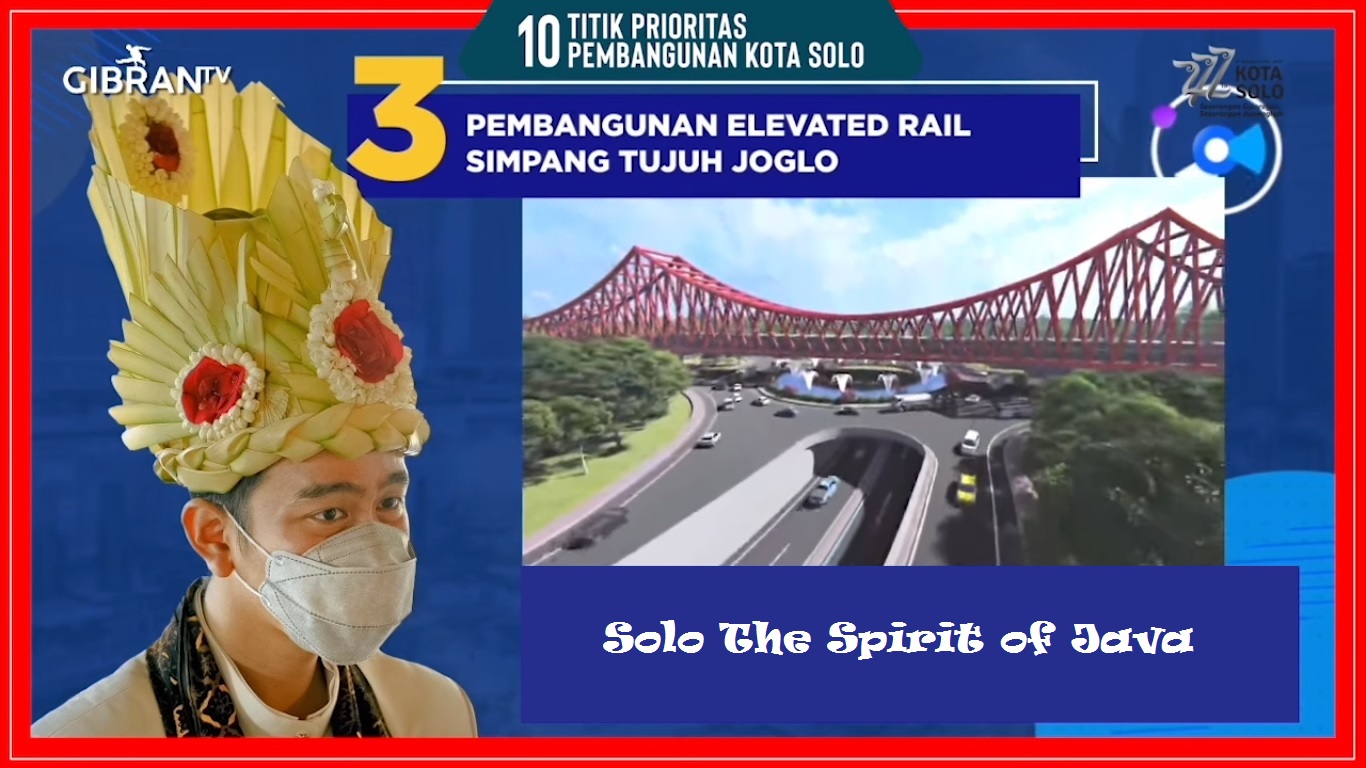 10 TITIK PRIORITAS
PEMBANGUNAN KOTA SOLO
GIBRANTV
3
PEMBANGUNAN ELEVATED RAIL
SIMPANG TUJUH JOGLO
KOTA
SOLO
Solo The Spirit of Java